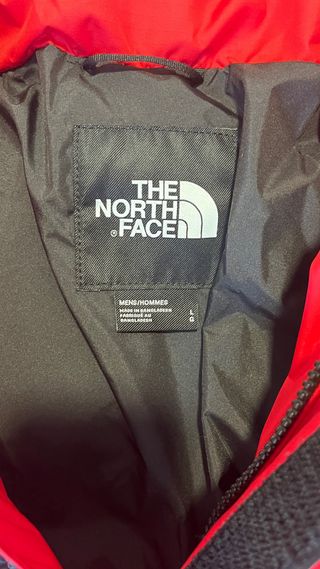 THE
NORTH
®FACE
MENS/HOMMES
MADE IN BANGLADESH
FABRIQUÉ AU
BANGLADESH
L
G